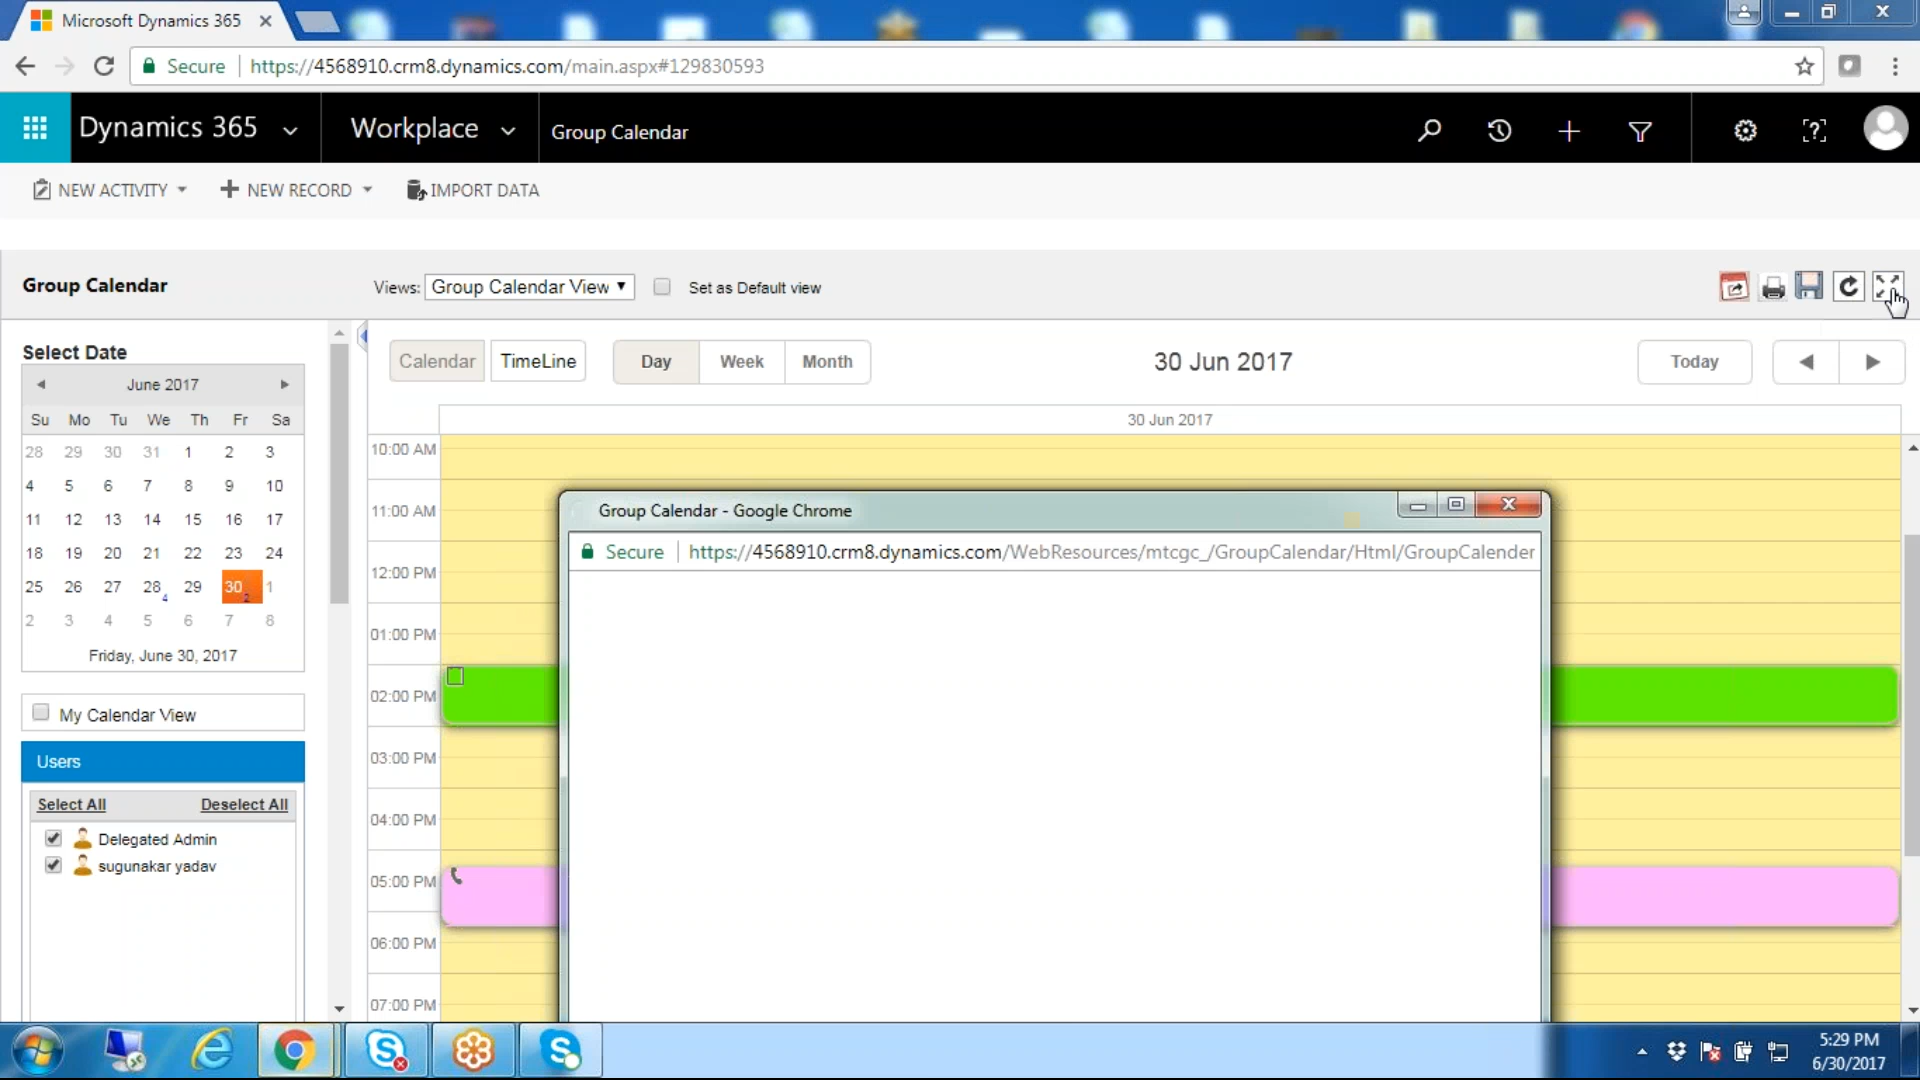 Microsoft Dynamics 365
Secure https://4568910.crm8.dynamics.com/main.aspx#129830593
Dynamics 365 Workplace Group Calendar [?]
NEW ACTIVITY NEW RECORD IMPORT DATA
Group Calendar Views: Group Calendar View Set as Default view
Select Date
June 2017
Su Mo Tu We Th Fr Sa
28 29 30 31 1 2 3
4 5 6 7 8 9 10
11 12 13 14 15 16 17
18 19 20 21 22 23 24
25 26 27 28 4 29 30 2 1
2 3 4 5 6 7 8
Friday, June 30, 2017
My Calendar View
Users
Select All Deselect All
Delegated Admin
sugunakar yadav
Calendar TimeLine Day Week Month 30 Jun 2017 Today
30 Jun 2017
10:00 AM
11:00 AM
12:00 PM
01:00 PM
02:00 PM
03:00 PM
04:00 PM
05:00 PM
06:00 PM
07:00 PM
Group Calendar - Google Chrome
Secure https://4568910.crm8.dynamics.com/WebResources/mtcgc_/GroupCalendar/Html/GroupCalender
5:29 PM
6/30/2017